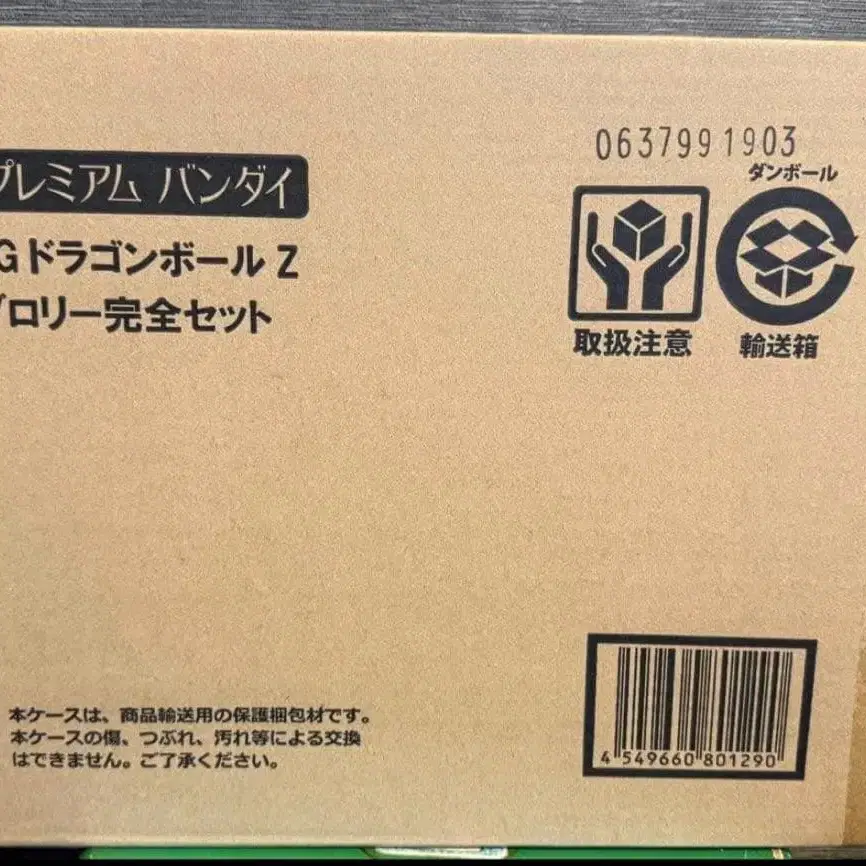 プレミアム バンダイ
Gドラゴンボール Z
ブロリー完全セット
0637991903
ダンボール
取扱注意
輸送箱
本ケースは、商品輸送用の保護梱包材です。
本ケースの傷、つぶれ、汚れ等による交換
はできません。ご了承ください。
4 549660 801290